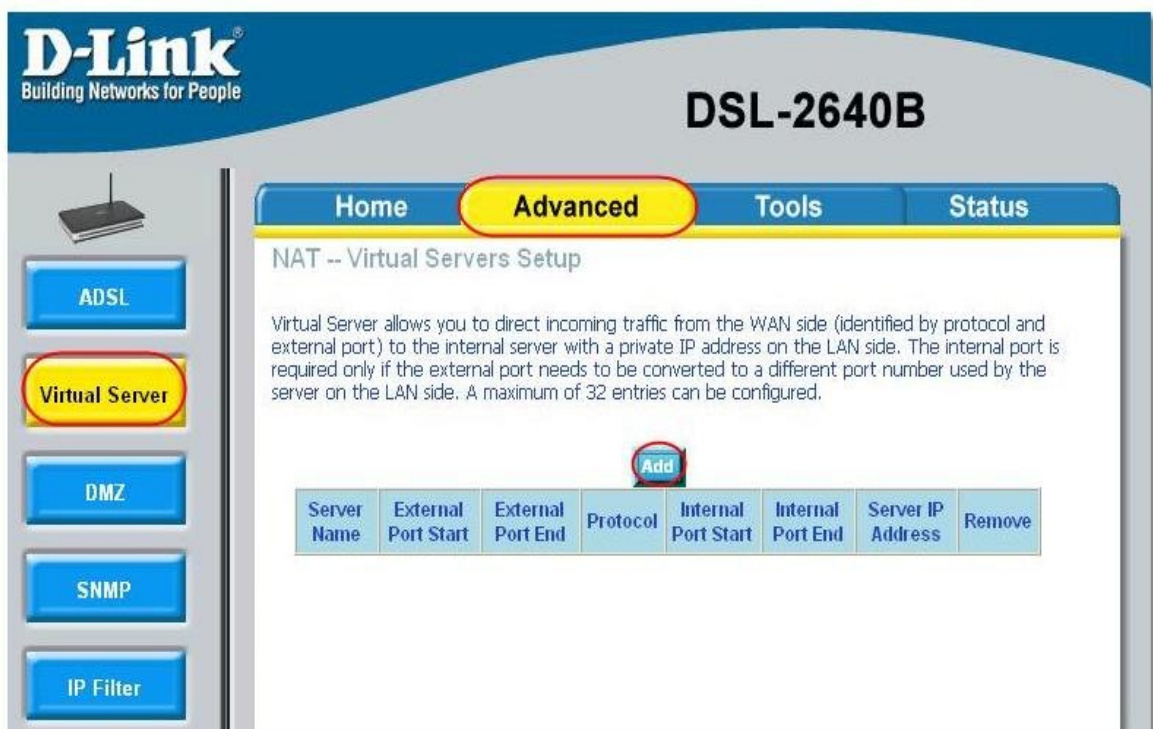 D-Link®
Building Networks for People
DSL-2640B
Home
Advanced
Tools
Status
ADSL
Virtual Server
DMZ
SNMP
IP Filter
NAT -- Virtual Servers Setup
Virtual Server allows you to direct incoming traffic from the WAN side (identified by protocol and
external port) to the internal server with a private IP address on the LAN side. The internal port is
required only if the external port needs to be converted to a different port number used by the
server on the LAN side. A maximum of 32 entries can be configured.
Add
Server Name
External Port Start
External Port End
Protocol
Internal Port Start
Internal Port End
Server IP Address
Remove